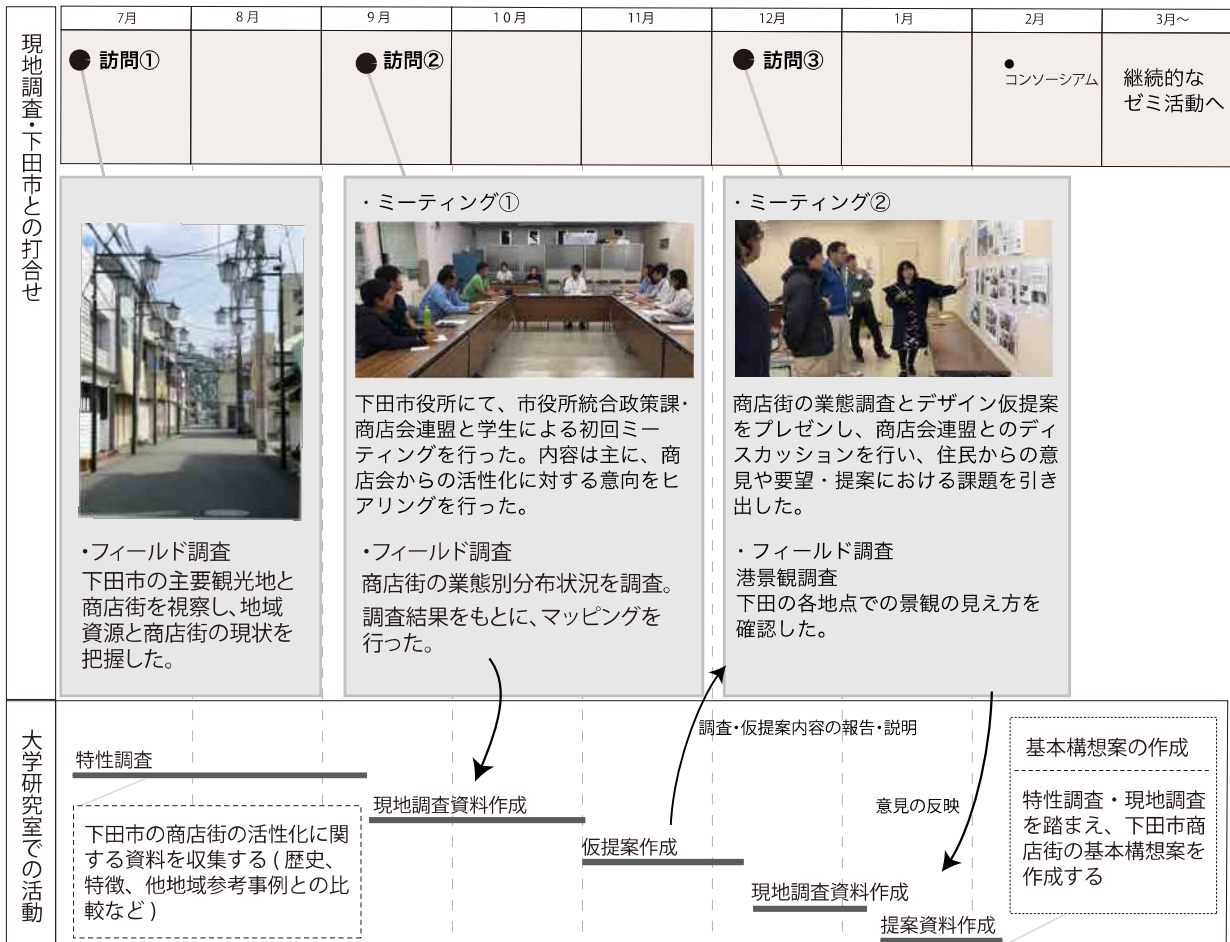 7月
8月
9月
10月
11月
12月
1月
2月
3月～
現地調査・下田市との打合せ
訪問①
訪問②
訪問③
コンソーシアム
継続的な
ゼミ活動へ
・フィールド調査
下田市の主要観光地と
商店街を視察し、地域
資源と商店街の現状を
把握した。
・ミーティング①
下田市役所にて、市役所統合政策課・
商店会連盟と学生による初回ミー
ティングを行った。内容は主に、商
店会からの活性化に対する意向をヒ
アリングを行った。
・フィールド調査
商店街の業態別分布状況を調査。
調査結果をもとに、マッピングを
行った。
・ミーティング②
商店街の業態調査とデザイン仮提案
をプレゼンし、商店会連盟とのディ
スカッションを行い、住民からの意
見や要望・提案における課題を引き
出した。
・フィールド調査
港景観調査
下田の各地点での景観の見え方を
確認した。
大学研究室での活動
特性調査
下田市の商店街の活性化に関
する資料を収集する(歴史、
特徴、他地域参考事例との比
較など)
現地調査資料作成
仮提案作成
調査・仮提案内容の報告・説明
現地調査資料作成
意見の反映
提案資料作成
基本構想案の作成
特性調査・現地調査
を踏まえ、下田市商
店街の基本構想案を
作成する